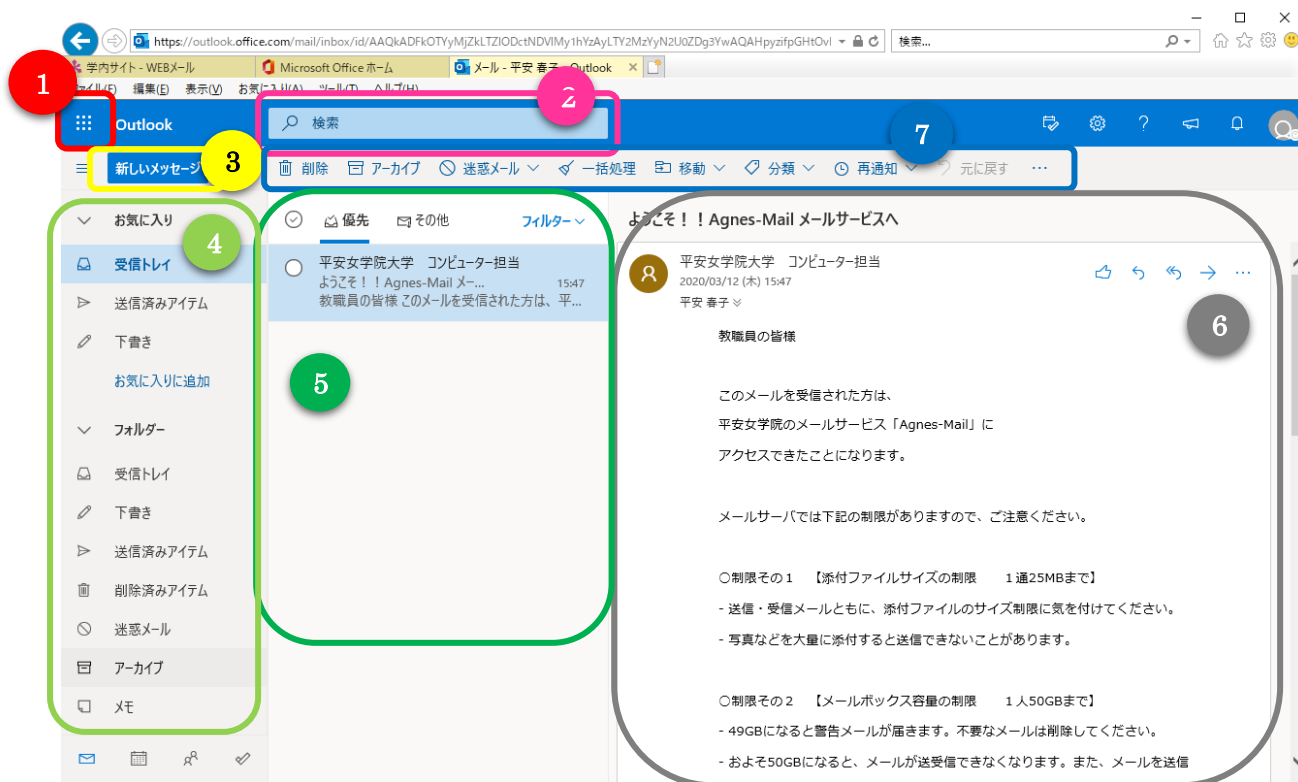 https://outlook.office.com/mail/inbox/id/AAQkADFkOTYyMjZkLTZIODctNDVlMy1hYzAyLTY2MzYyN2U0ZDg3YwAQAHpyzifpGHtOvI
検索...
学内サイト - WEBメール
Microsoft Office ホーム
メール - 平安 春子 - Outlook
1
ファイル(F) 編集(E) 表示(V) お気に入り(A) ツール(T) ヘルプ(H)
2
Outlook
検索
7
新しいメッセージ
3
削除 アーカイブ 迷惑メール 一括処理 移動 分類 再通知 元に戻す ...
お気に入り
4
受信トレイ
送信済みアイテム
下書き
お気に入りに追加
フォルダー
受信トレイ
下書き
送信済みアイテム
削除済みアイテム
迷惑メール
アーカイブ
メモ
優先 その他 フィルター
平安女学院大学 コンピューター担当
ようこそ！！Agnes-Mail メー... 15:47
教職員の皆様 このメールを受信された方は、平...
5
ようこそ！！Agnes-Mail メールサービスへ
R
平安女学院大学 コンピューター担当
2020/03/12 (木) 15:47
平安 春子
6
教職員の皆様
このメールを受信された方は、
平安女学院のメールサービス「Agnes-Mail」に
アクセスできたことになります。
メールサーバでは下記の制限がありますので、ご注意ください。
○制限その１ 【添付ファイルサイズの制限 １通25MBまで】
- 送信・受信メールともに、添付ファイルのサイズ制限に気を付けてください。
- 写真などを大量に添付すると送信できないことがあります。
○制限その２ 【メールボックス容量の制限 １人50GBまで】
- 49GBになると警告メールが届きます。不要なメールは削除してください。
- およそ50GBになると、メールが送受信できなくなります。また、メールを送信